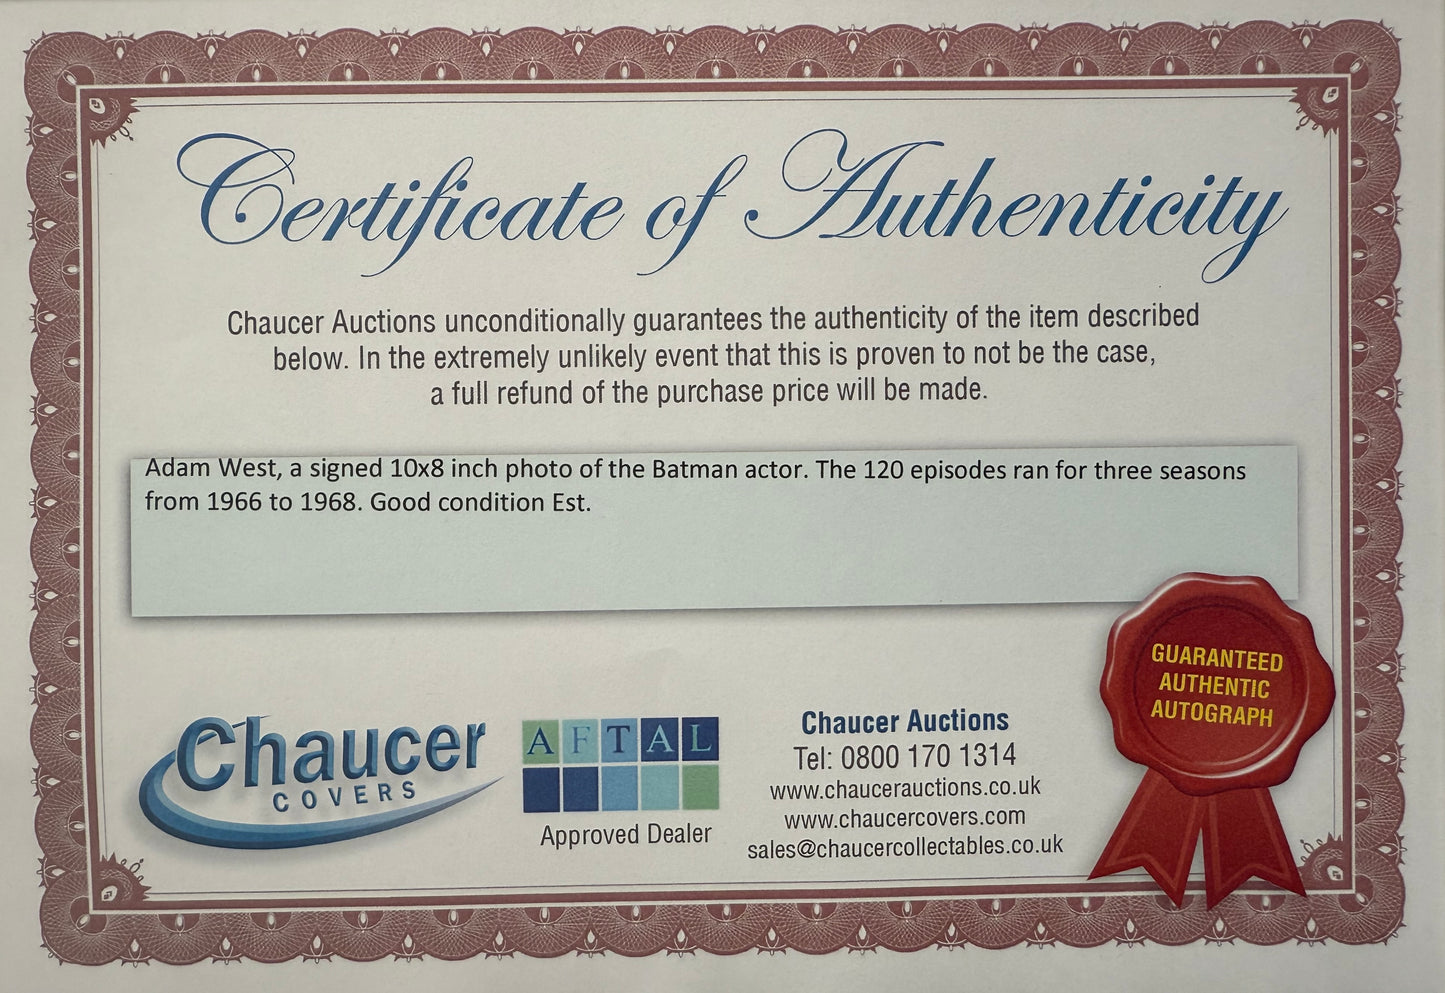 Certificate of Authenticity
Chaucer Auctions unconditionally guarantees the authenticity of the item described
below. In the extremely unlikely event that this is proven to not be the case,
a full refund of the purchase price will be made.
Adam West, a signed 10x8 inch photo of the Batman actor. The 120 episodes ran for three seasons
from 1966 to 1968. Good condition Est.
GUARANTEED
AUTHENTIC
AUTOGRAPH
Chaucer
COVERS
AFTAL
Approved Dealer
Chaucer Auctions
Tel: 0800 170 1314
www.chaucerauctions.co.uk
www.chaucercovers.com
sales@chaucercollectables.co.uk